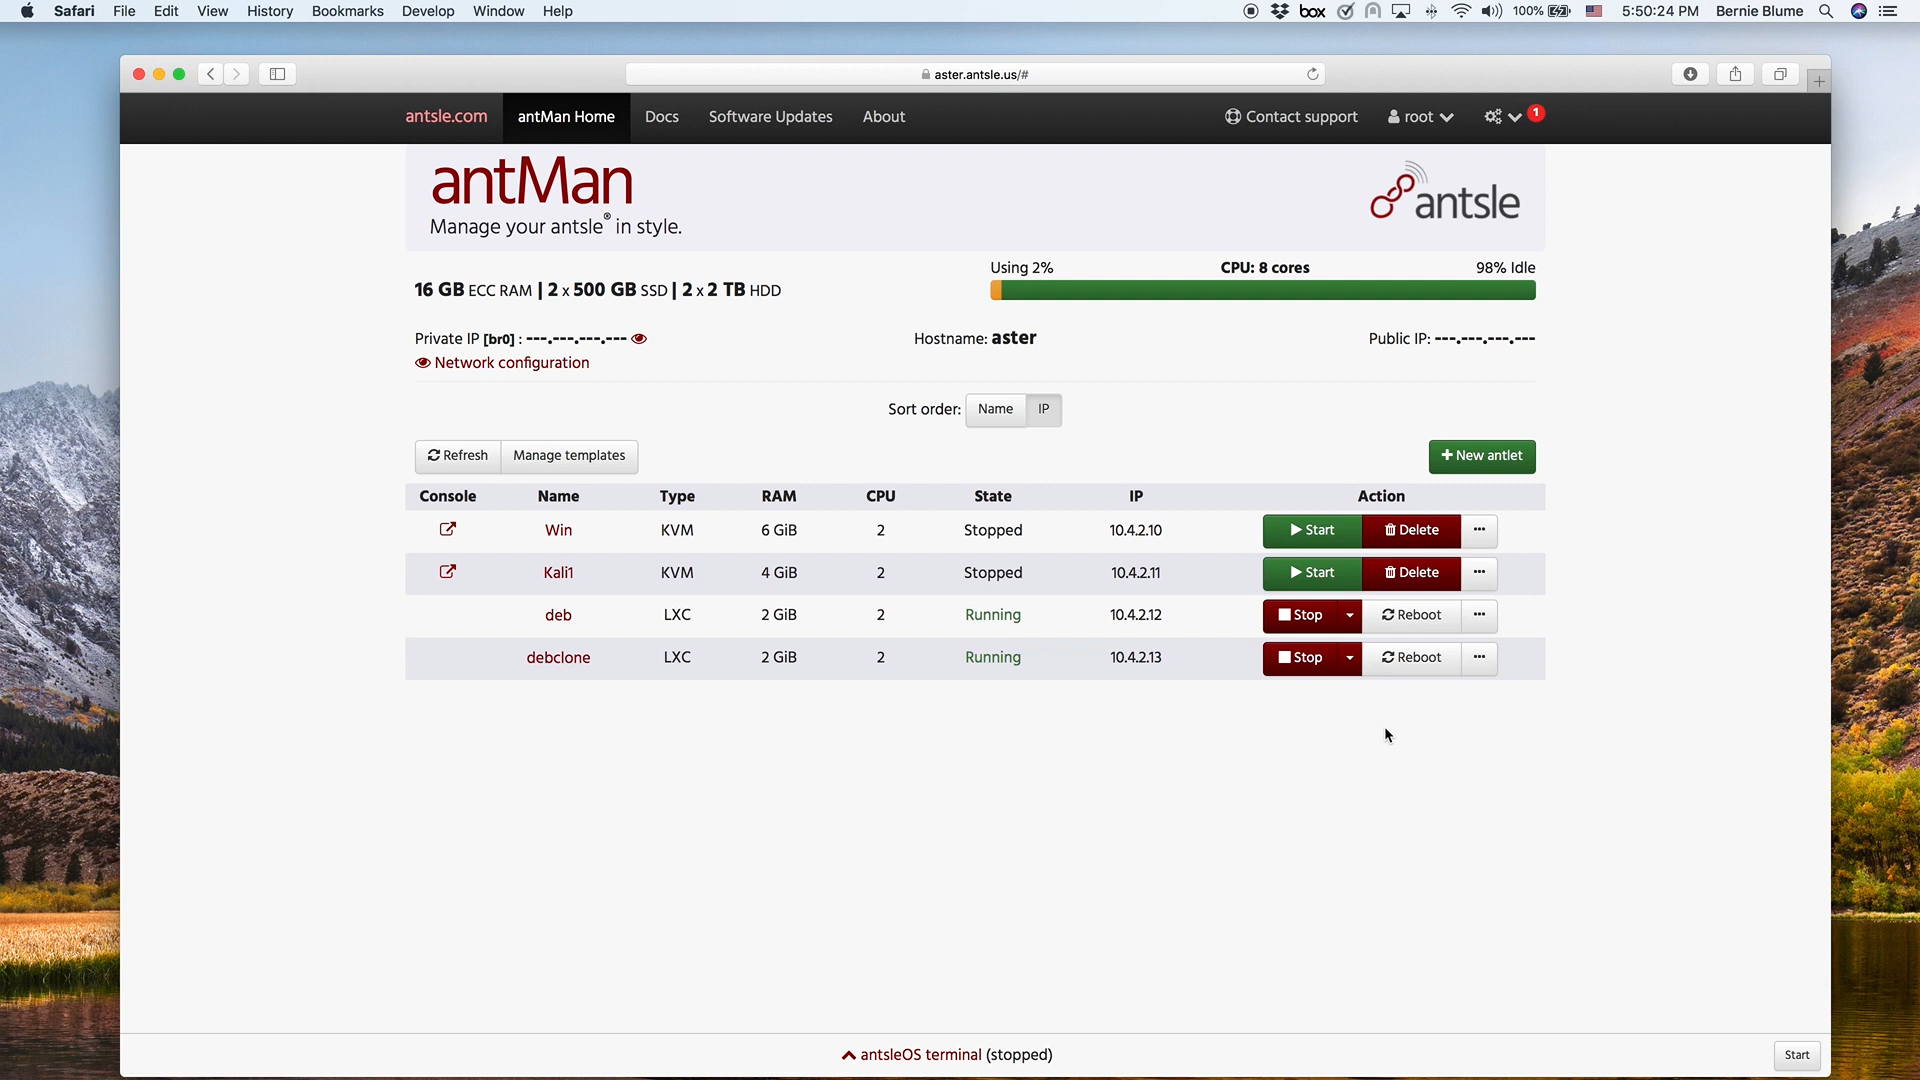 Safari File Edit View History Bookmarks Develop Window Help box 100% 5:50:24 PM Bernie Blume
aster.antsle.us/#
antsle.com antMan Home Docs Software Updates About Contact support root 1
antMan
Manage your antsle® in style.
antsle
Using 2% CPU: 8 cores 98% Idle
16 GB ECC RAM | 2 x 500 GB SSD | 2 x 2 TB HDD
Private IP [br0] : ---.---.---.--- Hostname: aster Public IP: ---.---.---.---
Network configuration
Sort order: Name IP
Refresh Manage templates + New antlet
Console Name Type RAM CPU State IP Action
Win KVM 6 GiB 2 Stopped 10.4.2.10 Start Delete ...
Kali1 KVM 4 GiB 2 Stopped 10.4.2.11 Start Delete ...
deb LXC 2 GiB 2 Running 10.4.2.12 Stop Reboot ...
debclone LXC 2 GiB 2 Running 10.4.2.13 Stop Reboot ...
antsleOS terminal (stopped) Start